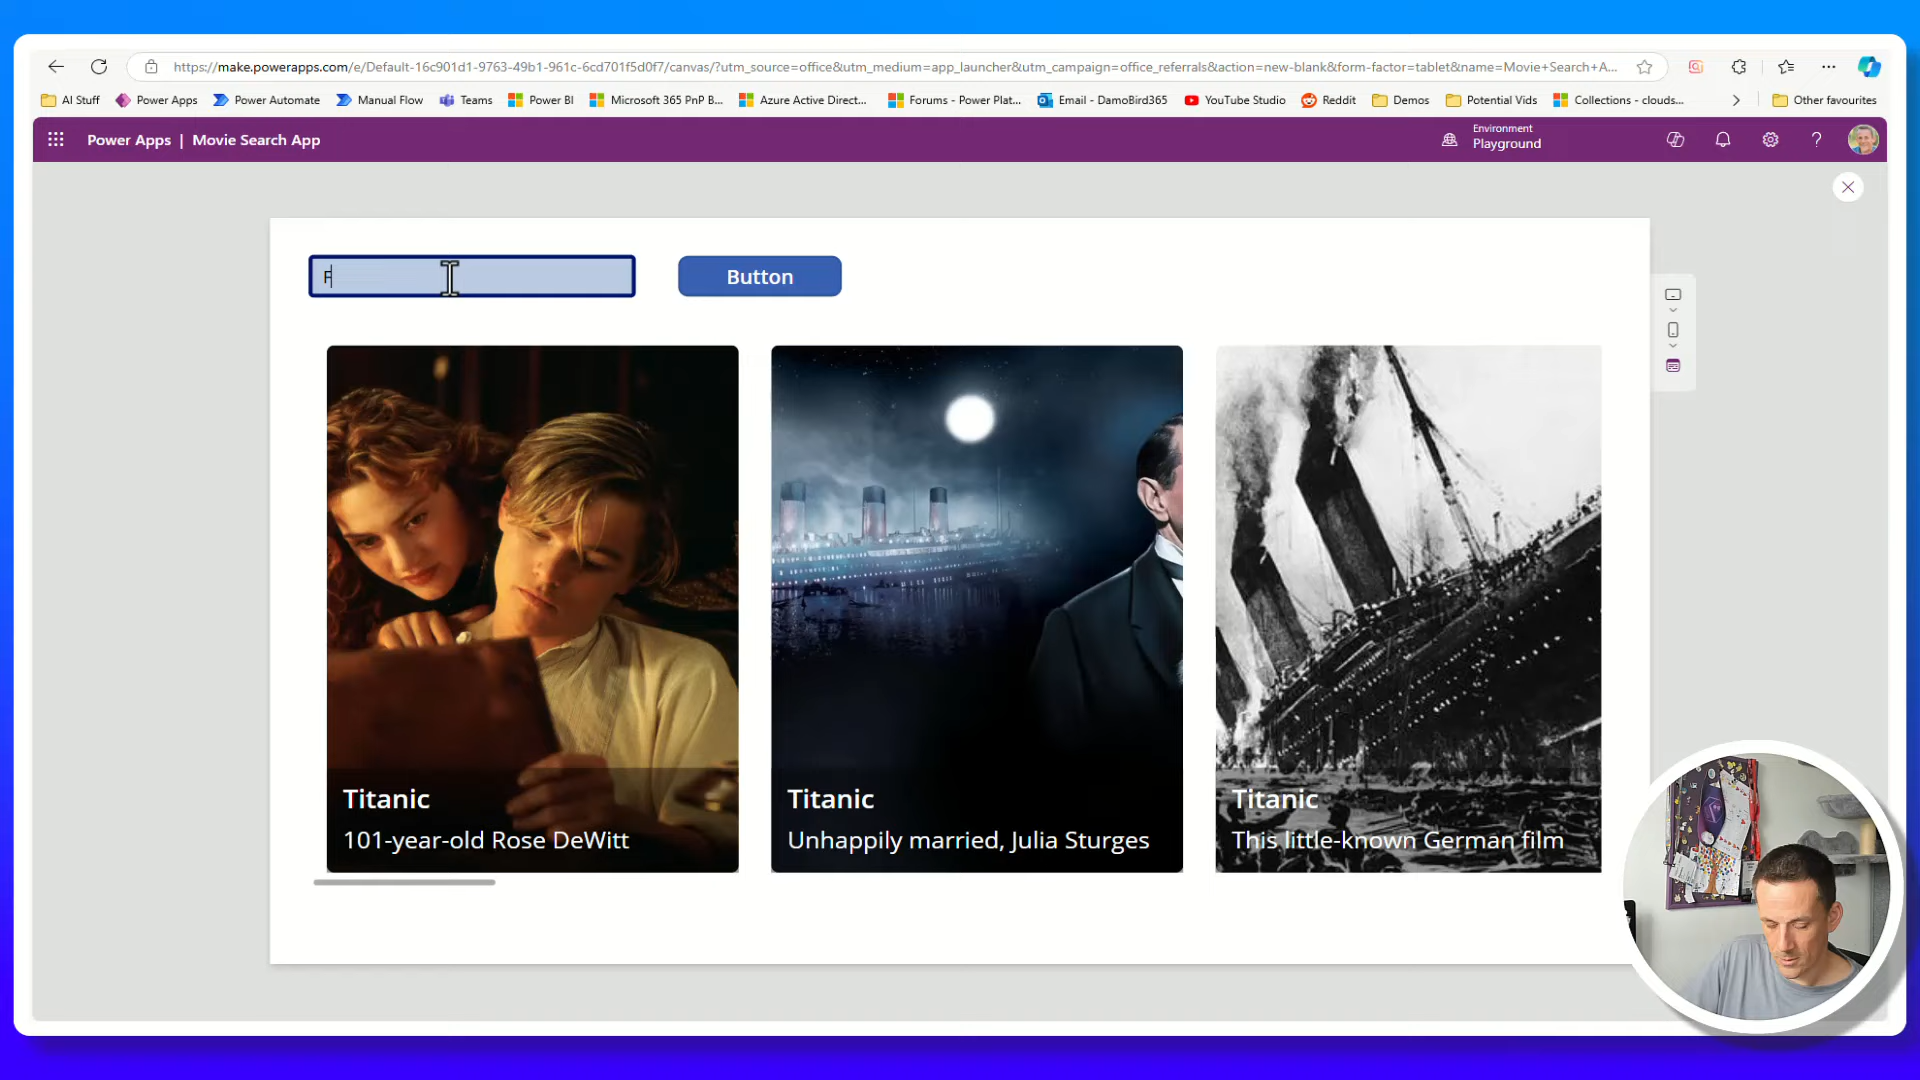 https://make.powerapps.com/e/Default-16c901d1-9763-49b1-961c-6cd701f5d0f7/canvas/?utm_source=office&utm_medium=app_launcher&utm_campaign=office_referrals&action=new-blank&form-factor=tablet&name=Movie+Search+A...
AI Stuff
Power Apps
Power Automate
Manual Flow
Teams
Power BI
Microsoft 365 PnP B...
Azure Active Direct...
Forums - Power Plat...
Email - DamoBird365
YouTube Studio
Reddit
Demos
Potential Vids
Collections - clouds...
Other favourites
Power Apps | Movie Search App
Environment
Playground
F
Button
Titanic
101-year-old Rose DeWitt
Titanic
Unhappily married, Julia Sturges
Titanic
This little-known German film